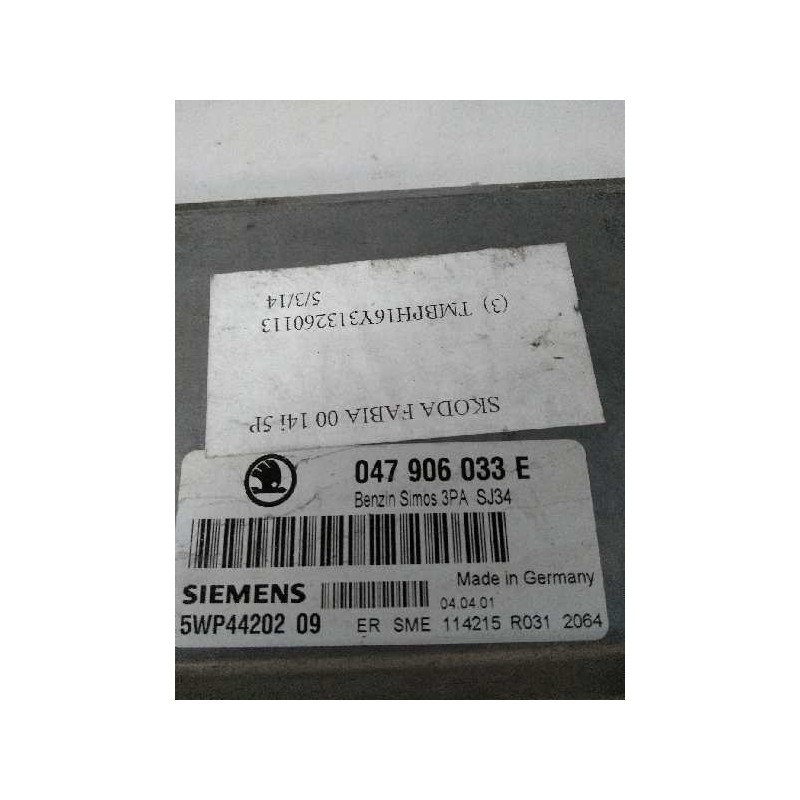 SKODA FABIA 00 14i 5P
(3) TMBPH16Y313260113
5/3/14
047 906 033 E
Benzin Simos 3PA SJ34
Made in Germany
SIEMENS
04.04.01
5WP44202 09 ER SME 114215 R031 2064